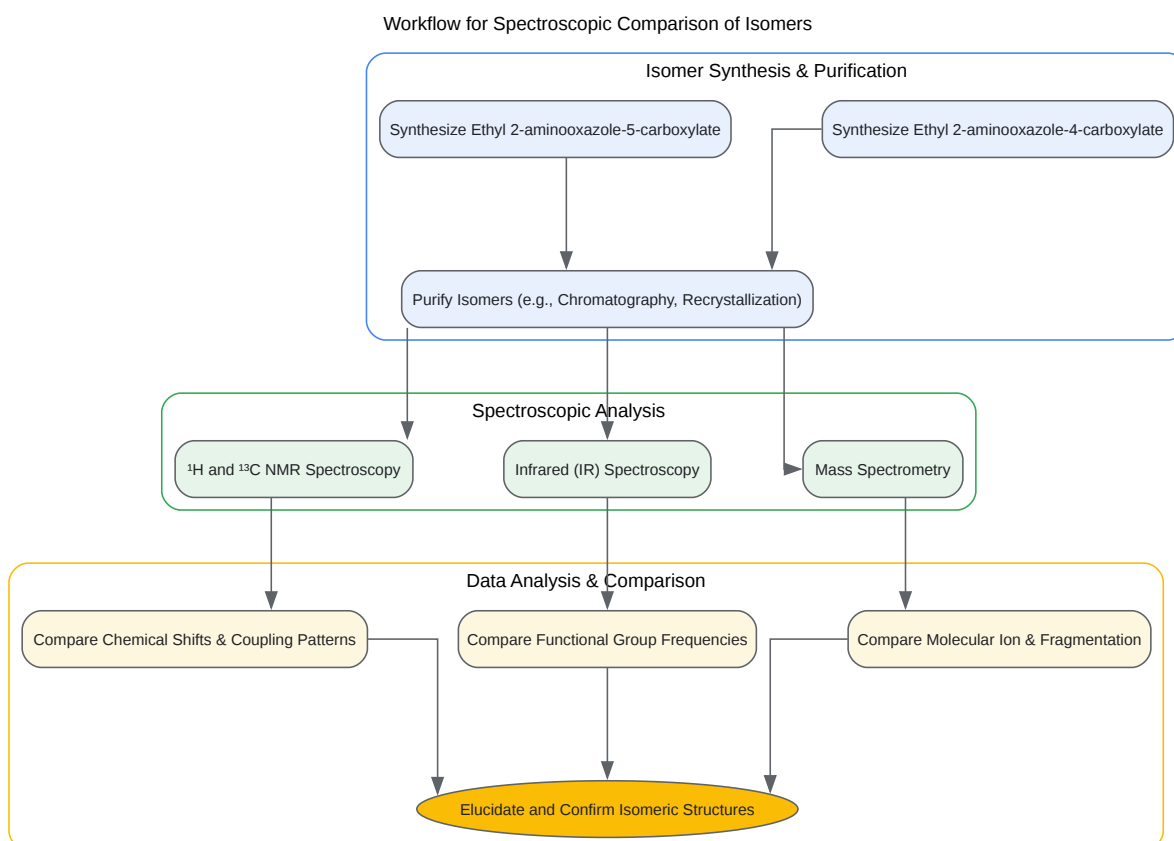 Workflow for Spectroscopic Comparison of Isomers
Isomer Synthesis & Purification
Synthesize Ethyl 2-aminooxazole-5-carboxylate
Synthesize Ethyl 2-aminooxazole-4-carboxylate
Purify Isomers (e.g., Chromatography, Recrystallization)
Spectroscopic Analysis
¹H and ¹³C NMR Spectroscopy
Infrared (IR) Spectroscopy
Mass Spectrometry
Data Analysis & Comparison
Compare Chemical Shifts & Coupling Patterns
Compare Functional Group Frequencies
Compare Molecular Ion & Fragmentation
Elucidate and Confirm Isomeric Structures